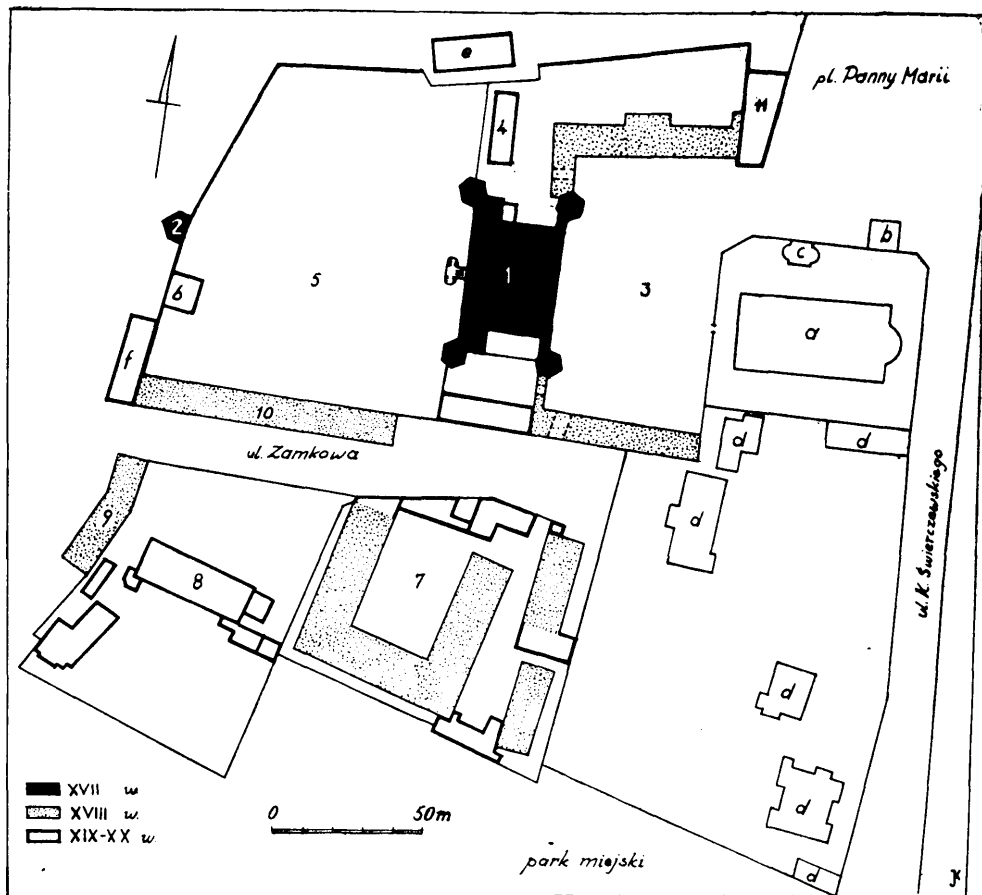 e
pl. Panny Marii
11
4
2
b
c
b
1
5
3
a
f
10
d
d
ul. Zamkowa
d
ul. K. Świerczewskiego
9
8
7
d
d
XVII w
XVIII w.
XIX-XX w.
0 50m
park miejski
d